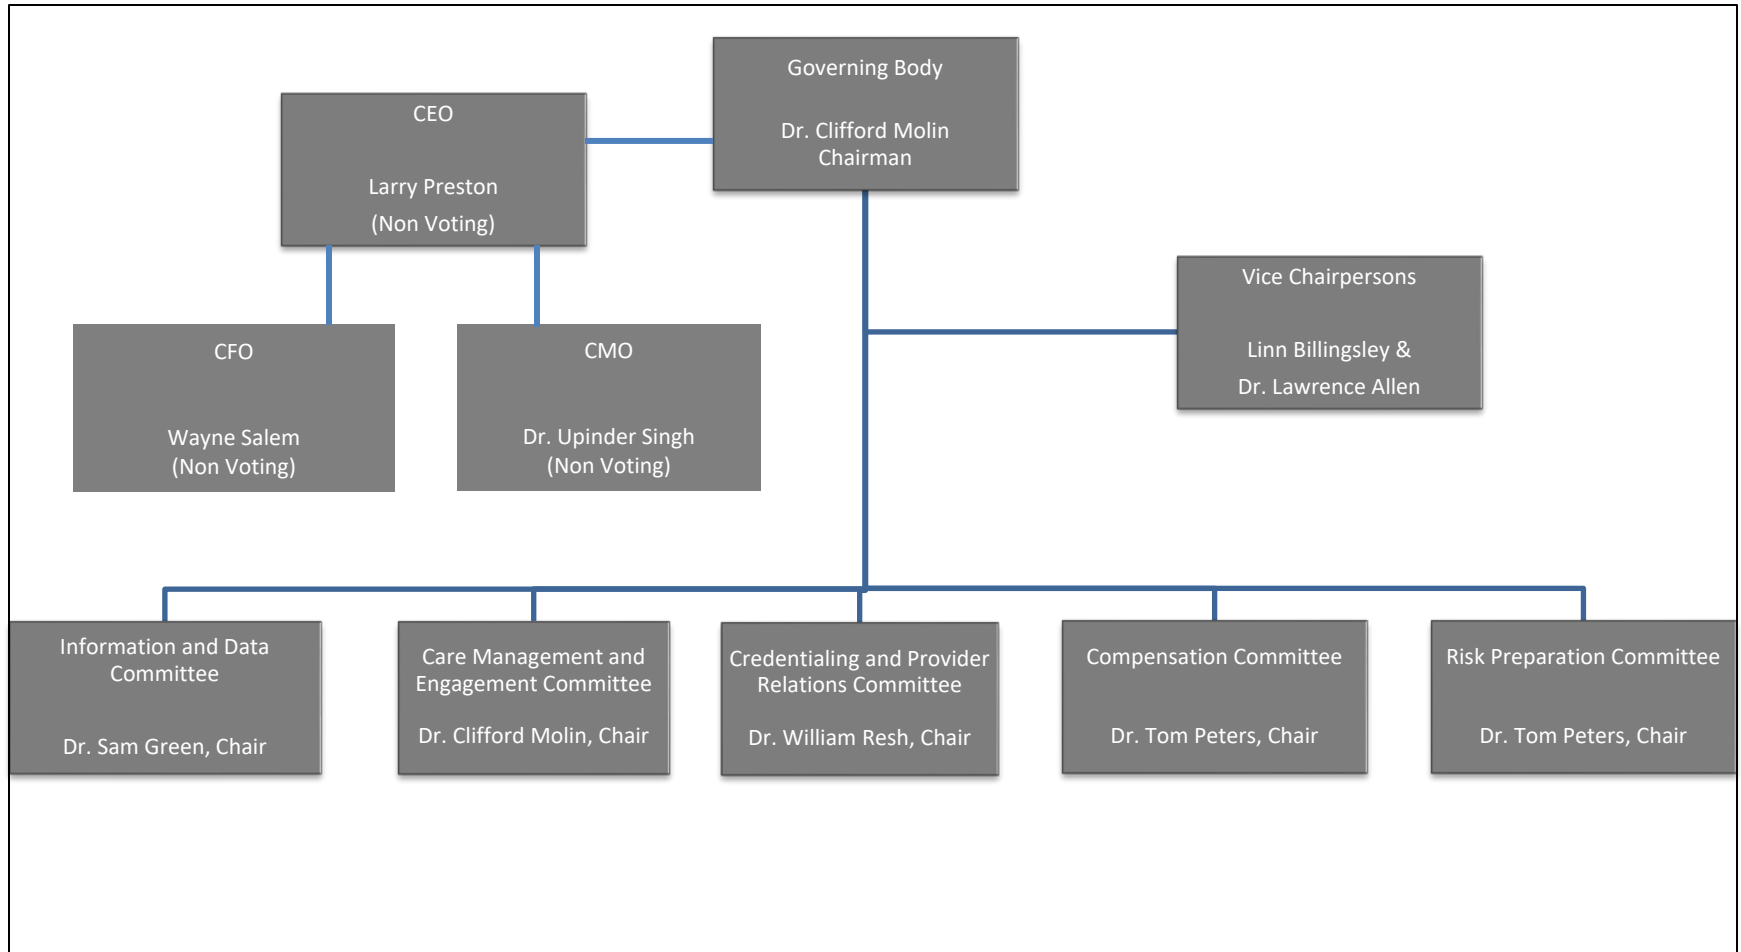 Governing Body
Dr. Clifford Molin
Chairman
CEO
Larry Preston
(Non Voting)
Vice Chairpersons
Linn Billingsley &
Dr. Lawrence Allen
CFO
Wayne Salem
(Non Voting)
CMO
Dr. Upinder Singh
(Non Voting)
Information and Data
Committee
Dr. Sam Green, Chair
Care Management and
Engagement Committee
Dr. Clifford Molin, Chair
Credentialing and Provider
Relations Committee
Dr. William Resh, Chair
Compensation Committee
Dr. Tom Peters, Chair
Risk Preparation Committee
Dr. Tom Peters, Chair